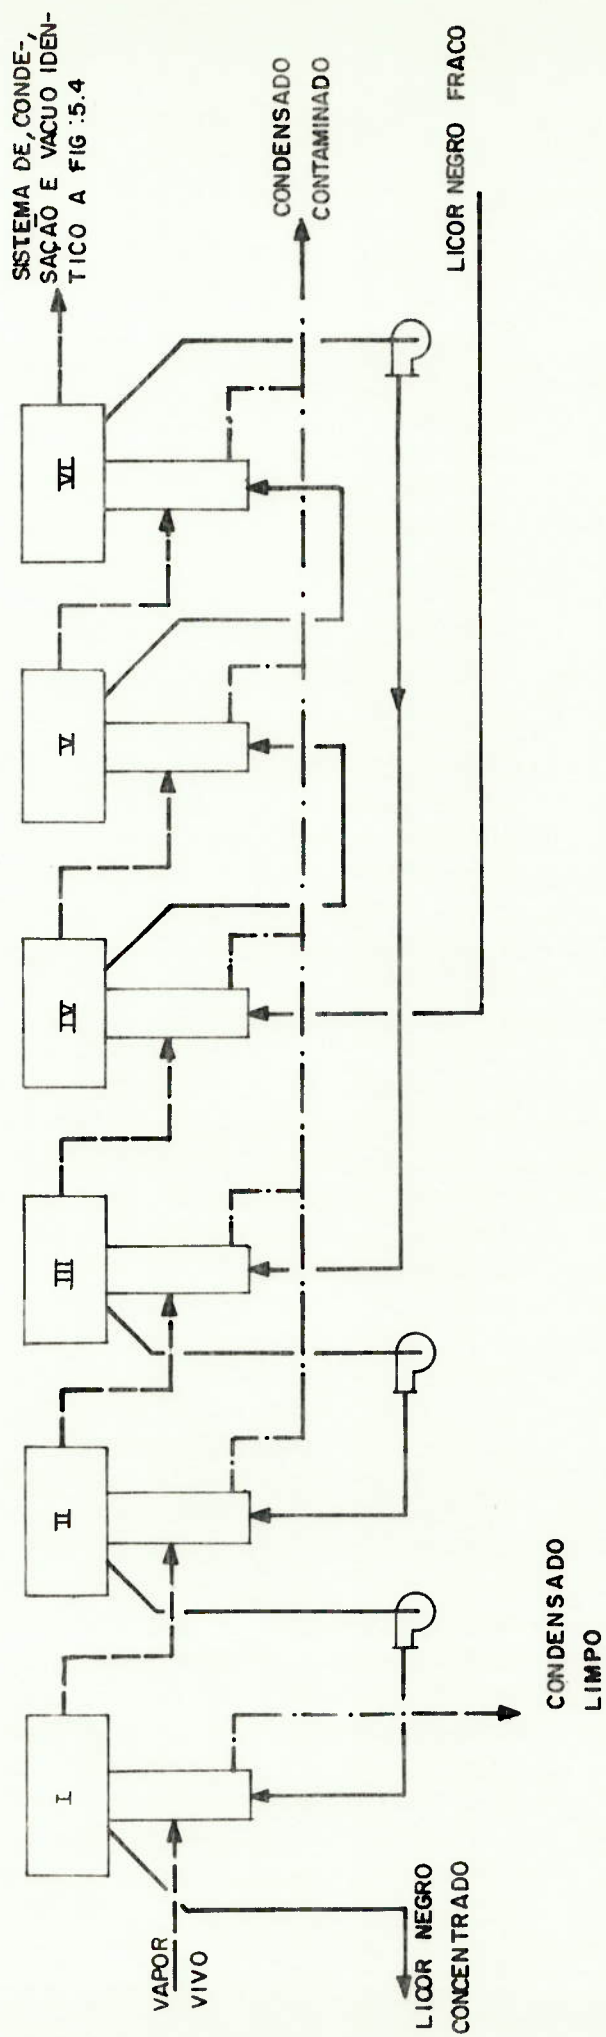 SISTEMA DE, CONDE-,
SAÇÃO E VACUO IDÊN-
TICO A FIG :5.4
CONDENSADO
CONTAMINADO
LICOR NEGRO FRACO
I
II
III
IV
V
VI
VAPOR
VIVO
LICOR NEGRO
CONCENTRADO
CONDENSADO
LIMPO